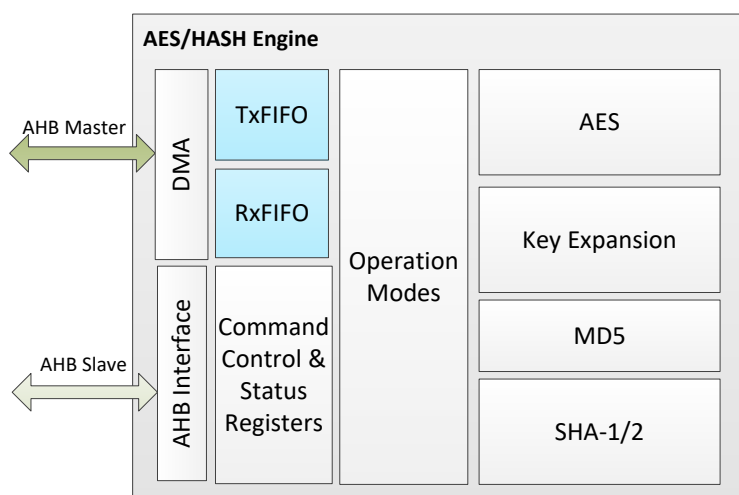 AES/HASH Engine
AHB Master
DMA
TxFIFO
RxFIFO
AHB Slave
AHB Interface
Command
Control &
Status
Registers
Operation
Modes
AES
Key Expansion
MD5
SHA-1/2